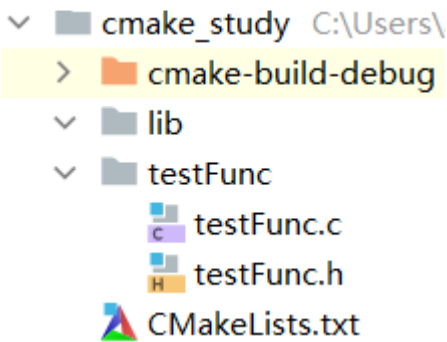 cmake_study C:\Users\
cmake-build-debug
lib
testFunc
C testFunc.c
H testFunc.h
CMakeLists.txt